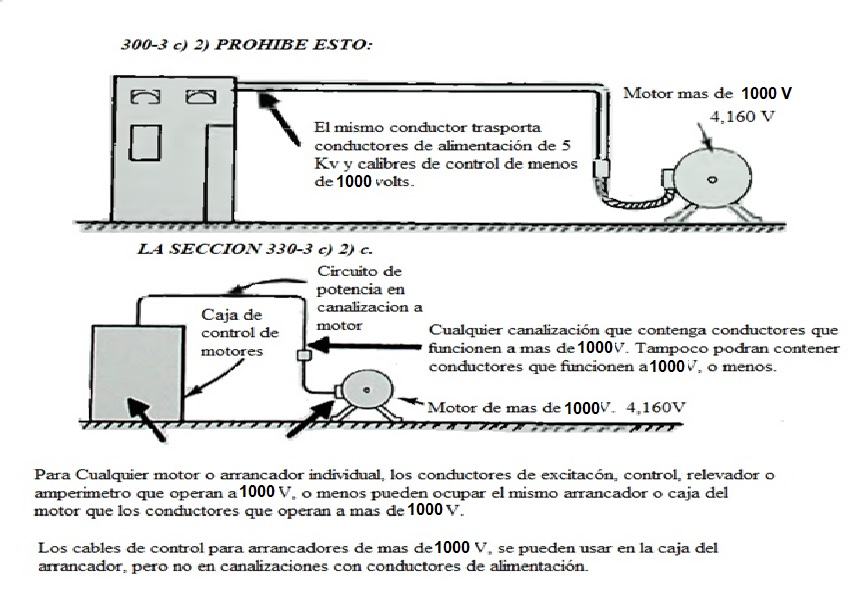 300-3 c) 2) PROHIBE ESTO:
Motor mas de 1000 V
4,160 V
El mismo conductor trasporta
conductores de alimentación de 5
Kv y calibres de control de menos
de 1000 volts.
LA SECCION 330-3 c) 2) c.
Circuito de
potencia en
canalizacion a
motor
Caja de
control de
motores
Cualquier canalización que contenga conductores que
funcionen a mas de 1000V. Tampoco podran contener
conductores que funcionen a 1000 V, o menos.
Motor de mas de 1000V. 4,160V
Para Cualquier motor o arrancador individual, los conductores de excitacón, control, relevador o
amperimetro que operan a 1000 V, o menos pueden ocupar el mismo arrancador o caja del
motor que los conductores que operan a mas de 1000 V.
Los cables de control para arrancadores de mas de 1000 V, se pueden usar en la caja del
arrancador, pero no en canalizaciones con conductores de alimentación.